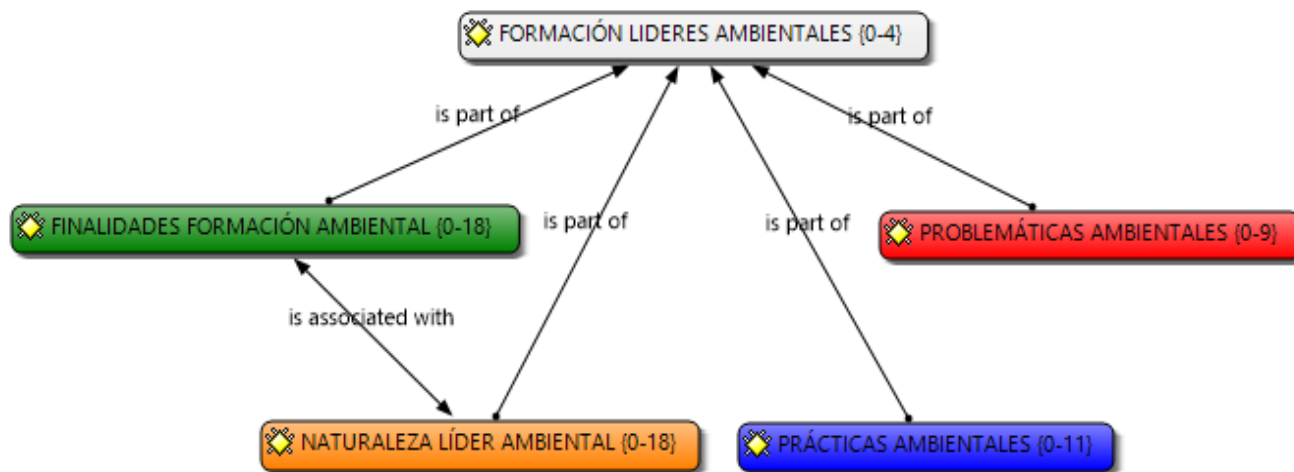 FORMACIÓN LIDERES AMBIENTALES {0-4}
is part of
is part of
FINALIDADES FORMACIÓN AMBIENTAL {0-18}
is part of
is part of
PROBLEMÁTICAS AMBIENTALES {0-9}
is associated with
NATURALEZA LÍDER AMBIENTAL {0-18}
PRÁCTICAS AMBIENTALES {0-11}